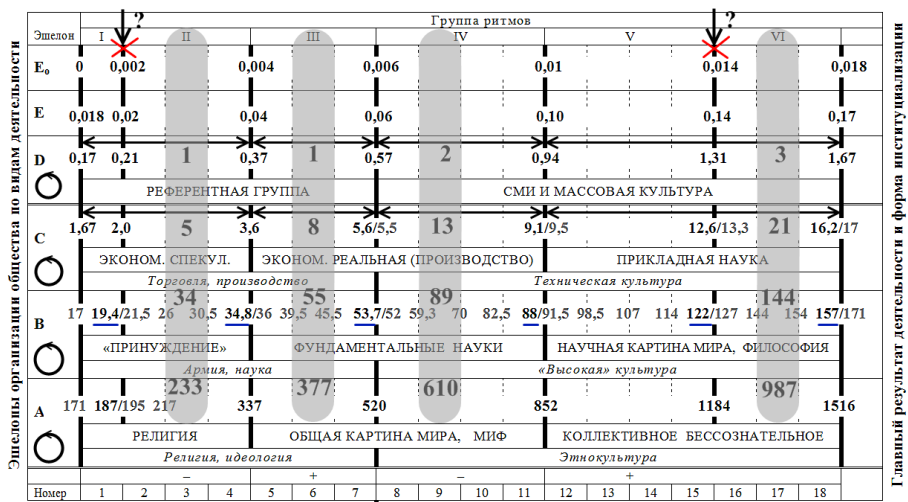 ? ?
Группа ритмов
Эшелон I II III IV V VI
E₀ 0 0,002 0,004 0,006 0,01 0,014 0,018
E 0,018 0,02 0,04 0,06 0,10 0,14 0,17
1 1 2 3
D 0,17 0,21 0,37 0,57 0,94 1,31 1,67
РЕФЕРЕНТНАЯ ГРУППА СМИ И МАССОВАЯ КУЛЬТУРА
C 1,67 2,0 5 3,6 8 5,6/5,5 13 9,1/9,5 12,6/13,3 21 16,2/17
ЭКОНОМ. СПЕКУЛ. ЭКОНОМ. РЕАЛЬНАЯ (ПРОИЗВОДСТВО) ПРИКЛАДНАЯ НАУКА
Торговля, производство Техническая культура
34 55 89 144
B 17 19,4/21,5 26 30,5 34,8/36 39,5 45,5 53,7/52 59,3 70 82,5 88/91,5 98,5 107 114 122/127 144 154 157/171
«ПРИНУЖДЕНИЕ» ФУНДАМЕНТАЛЬНЫЕ НАУКИ НАУЧНАЯ КАРТИНА МИРА, ФИЛОСОФИЯ
Армия, наука «Высокая» культура
233 377 610 987
A 171 187/195 217 337 520 852 1184 1516
РЕЛИГИЯ ОБЩАЯ КАРТИНА МИРА, МИФ КОЛЛЕКТИВНОЕ БЕССОЗНАТЕЛЬНОЕ
Религия, идеология Этнокультура
– + – +
Номер 1 2 3 4 5 6 7 8 9 10 11 12 13 14 15 16 17 18
Эшелоны организации общества по видам деятельности
Главный результат деятельности и форма институциализации